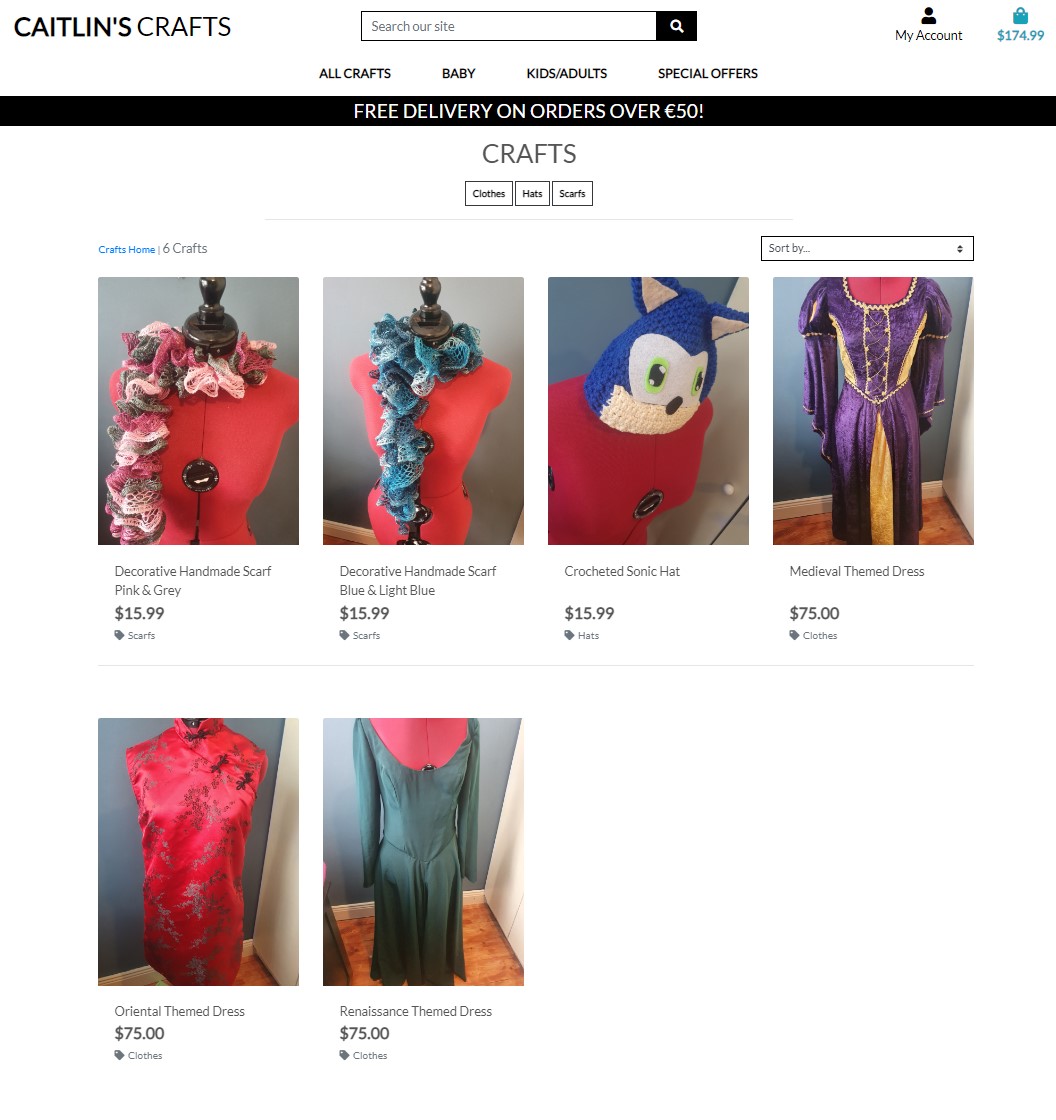 CAITLIN'S CRAFTS
Search our site
My Account
$174.99
ALL CRAFTS
BABY
KIDS/ADULTS
SPECIAL OFFERS
FREE DELIVERY ON ORDERS OVER €50!
CRAFTS
Clothes
Hats
Scarfs
Crafts Home | 6 Crafts
Sort by...
Decorative Handmade Scarf
Pink & Grey
$15.99
Scarfs
Decorative Handmade Scarf
Blue & Light Blue
$15.99
Scarfs
Crocheted Sonic Hat
$15.99
Hats
Medieval Themed Dress
$75.00
Clothes
Oriental Themed Dress
$75.00
Clothes
Renaissance Themed Dress
$75.00
Clothes